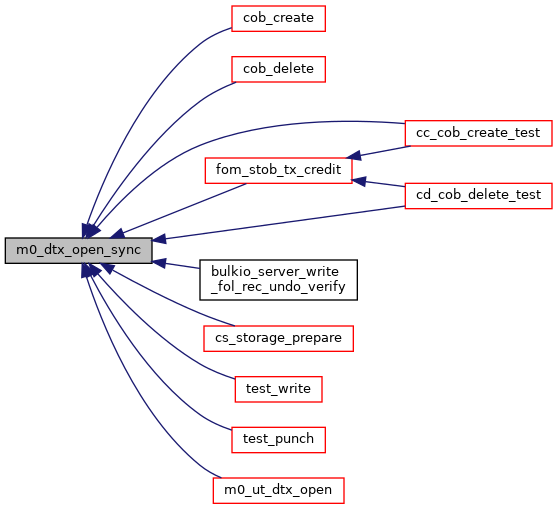 cob_create
cob_delete
cc_cob_create_test
fom_stob_tx_credit
cd_cob_delete_test
m0_dtx_open_sync
bulkio_server_write
_fol_rec_undo_verify
cs_storage_prepare
test_write
test_punch
m0_ut_dtx_open